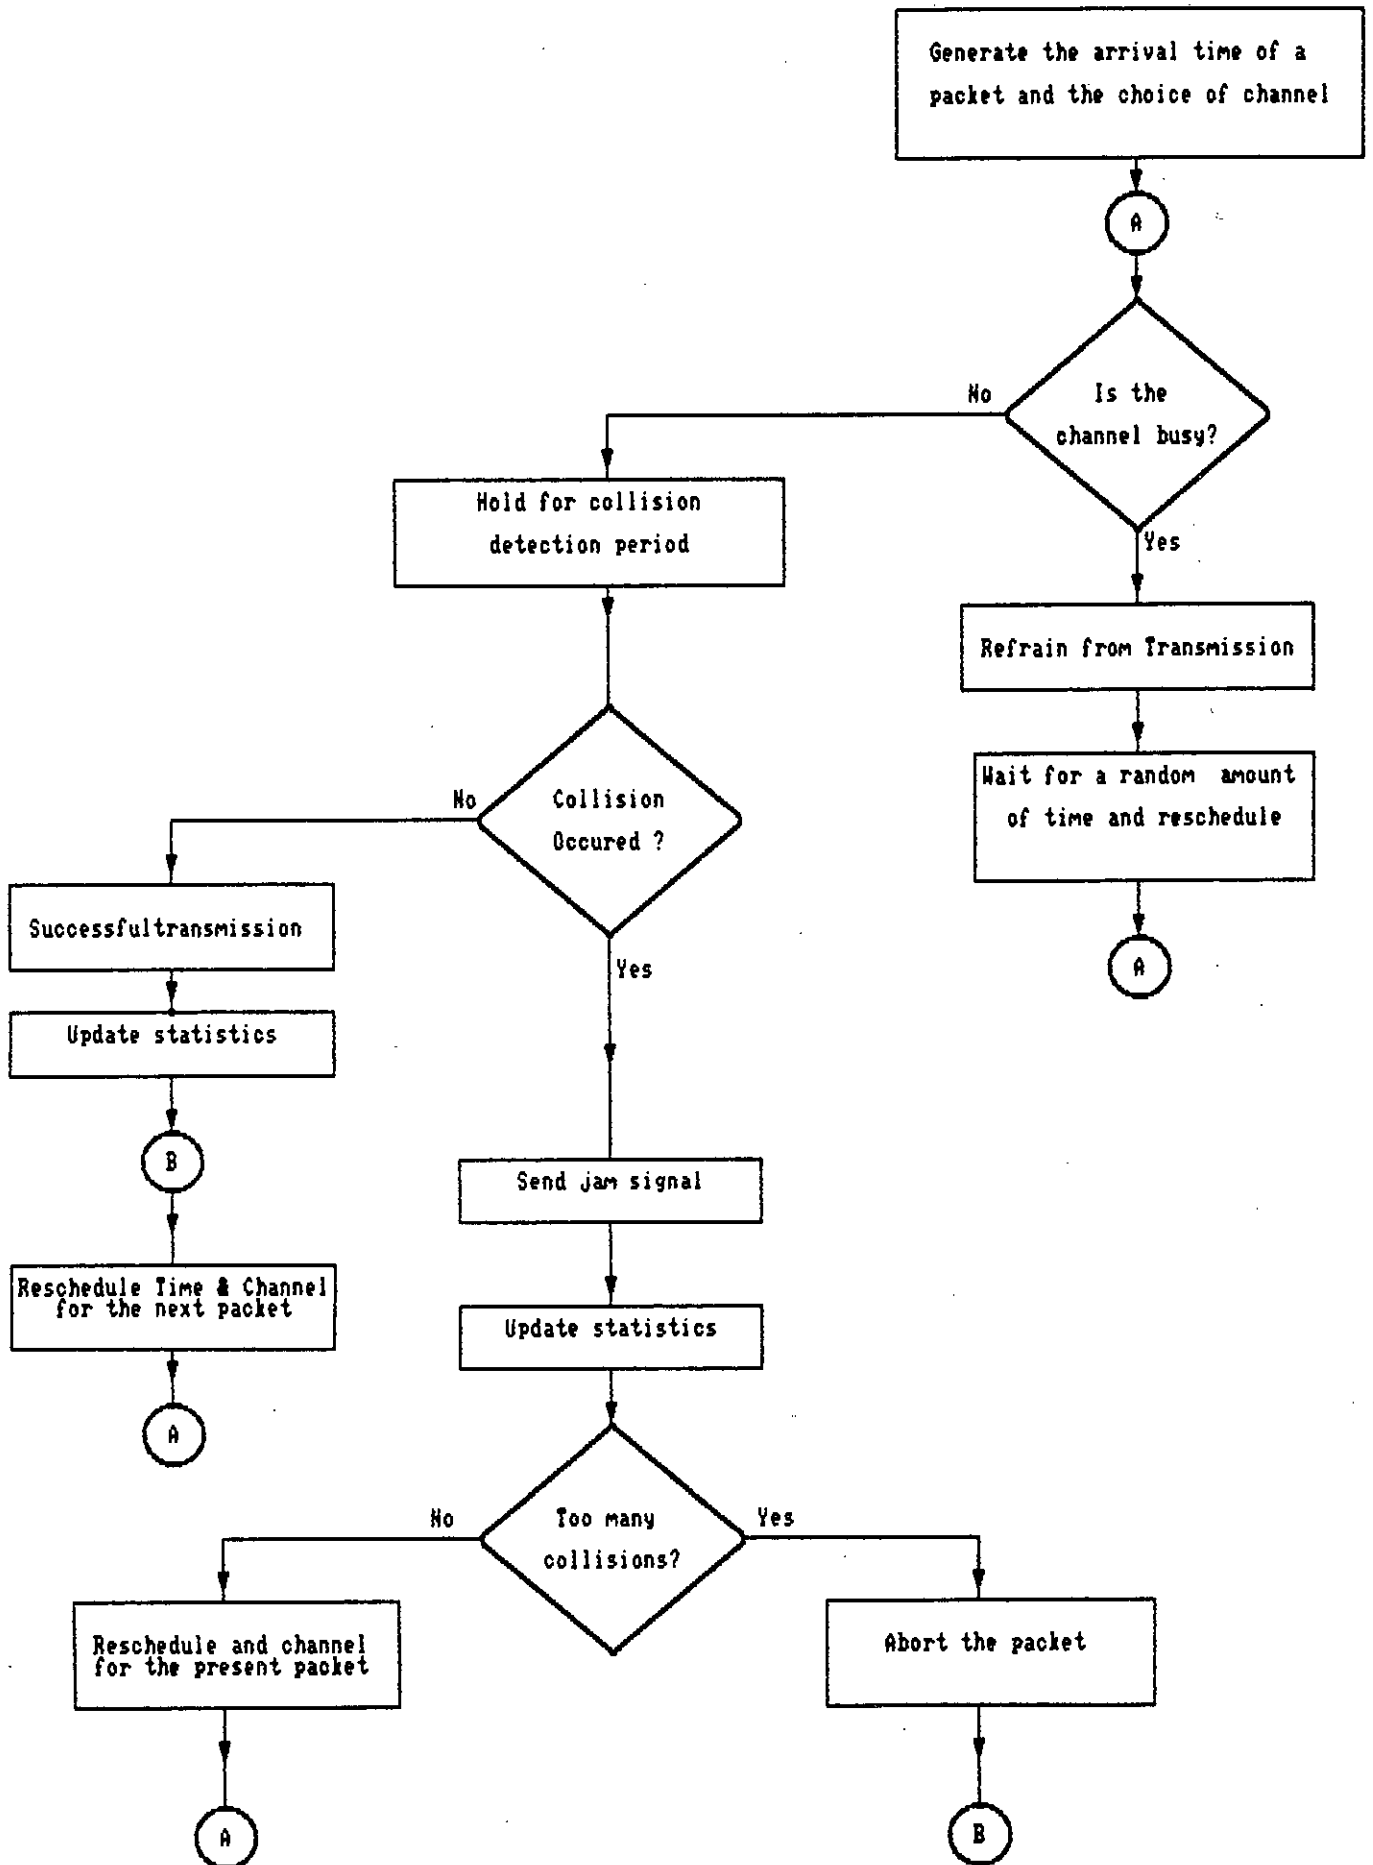 Generate the arrival time of a
packet and the choice of channel
A
Is the
channel busy?
No
Yes
Hold for collision
detection period
Refrain from Transmission
Wait for a random amount
of time and reschedule
A
Collision
Occured ?
No
Yes
Successfultransmission
Update statistics
B
Reschedule Time & Channel
for the next packet
A
Send jam signal
Update statistics
Too many
collisions?
No
Yes
Reschedule and channel
for the present packet
A
Abort the packet
B